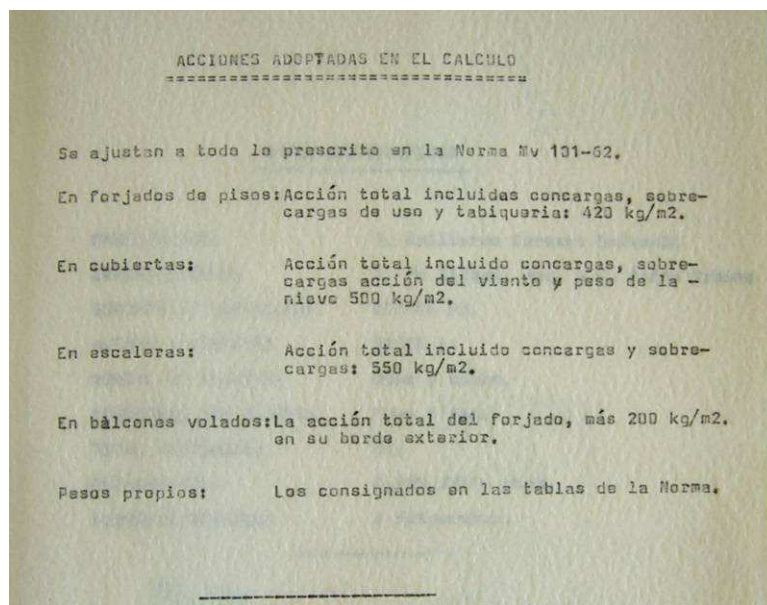 ACCIONES ADOPTADAS EN EL CALCULO
Se ajustan a todo lo prescrito en la Norma Mv 101-62.
En forjados de pisos:Acción total incluidas concargas, sobre-
cargas de uso y tabiqueria: 420 kg/m2.
En cubiertas: Acción total incluido concargas, sobre-
cargas acción del viento y peso de la -
nieve 500 kg/m2.
En escaleras: Acción total incluido concargas y sobre-
cargas: 550 kg/m2.
En bàlcones volados:La acción total del forjado, más 200 kg/m2.
en su borde exterior.
Pesos propios: Los consignados en las tablas de la Norma.